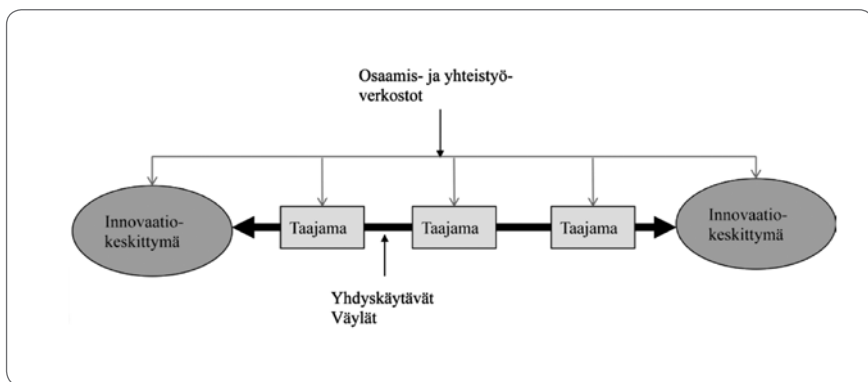 Osaamis- ja yhteistyö-
verkostot
Innovaatio-
keskittymä
Taajama
Taajama
Taajama
Innovaatio-
keskittymä
Yhdyskäytävät
Väylät